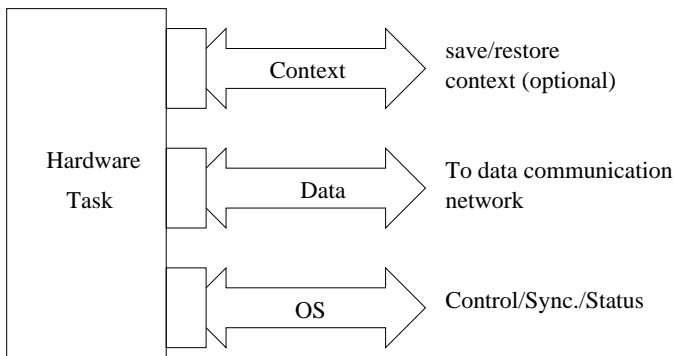 Hardware
Task
Context
save/restore
context (optional)
Data
To data communication
network
OS
Control/Sync./Status